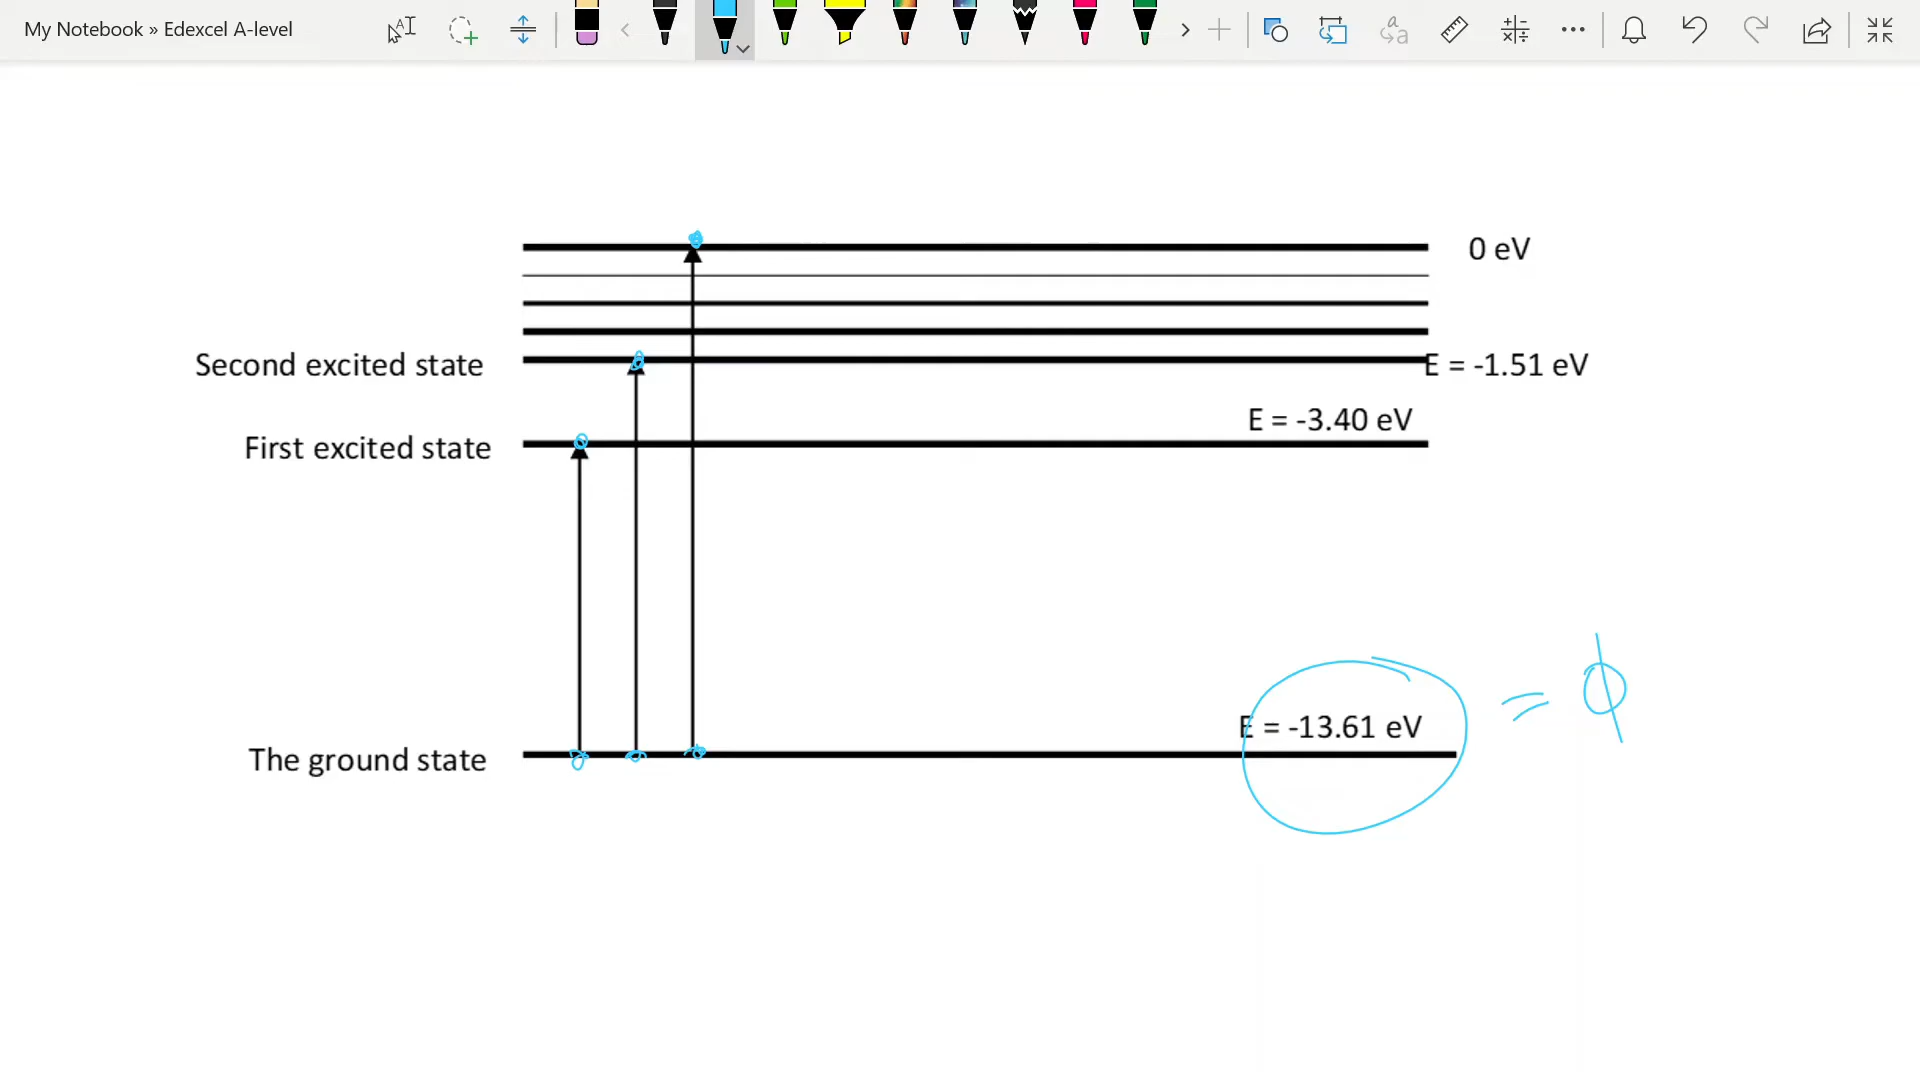 My Notebook » Edexcel A-level
0 eV
Second excited state
E = -1.51 eV
E = -3.40 eV
First excited state
E = -13.61 eV = ϕ
The ground state